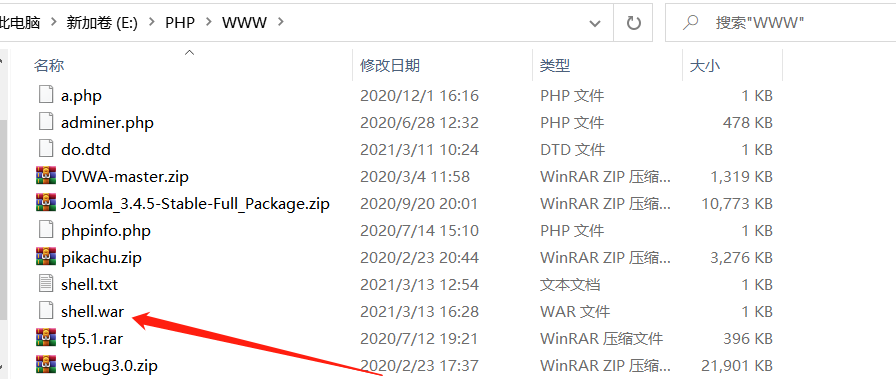 此电脑 > 新加卷 (E:) > PHP > WWW > 搜索"WWW"
名称 修改日期 类型 大小
a.php 2020/12/1 16:16 PHP 文件 1 KB
adminer.php 2020/6/28 12:32 PHP 文件 478 KB
do.dtd 2021/3/11 10:24 DTD 文件 1 KB
DVWA-master.zip 2020/3/4 11:58 WinRAR ZIP 压缩... 1,319 KB
Joomla_3.4.5-Stable-Full_Package.zip 2020/9/20 20:01 WinRAR ZIP 压缩... 10,773 KB
phpinfo.php 2020/7/14 15:10 PHP 文件 1 KB
pikachu.zip 2020/2/23 20:44 WinRAR ZIP 压缩... 3,276 KB
shell.txt 2021/3/13 12:54 文本文档 1 KB
shell.war 2021/3/13 16:28 WAR 文件 1 KB
tp5.1.rar 2020/7/12 19:21 WinRAR 压缩文件 396 KB
webug3.0.zip 2020/2/23 17:37 WinRAR ZIP 压缩... 21,901 KB